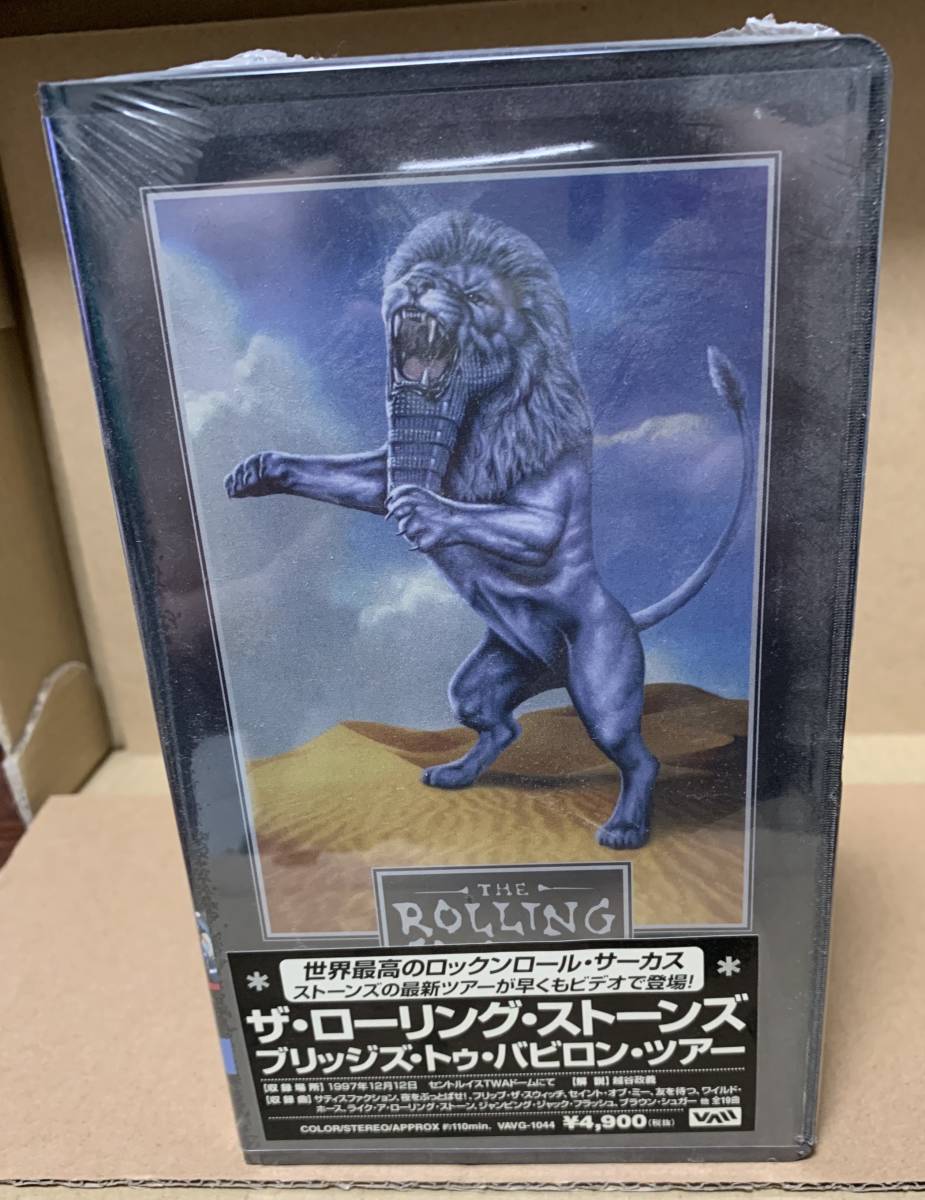 THE
ROLLING
世界最高のロックンロール・サーカス
ストーンズの最新ツアーが早くもビデオで登場!
* *
ザ・ローリング・ストーンズ
ブリッジズ・トゥ・バビロン・ツアー
【収録場所】1997年12月12日 セントルイスTWAドームにて 【解説】越谷政義
【収録曲】サティスファクション、夜をぶっとばせ!、フリップ・ザ・スウィッチ、セイント・オブ・ミー、友を待つ、ワイルド・
ホース、ライク・ア・ローリング・ストーン、ジャンピング・ジャック・フラッシュ、ブラウン・シュガー 他 全19曲
COLOR/STEREO/APPROX 約110min. VAVG-1044 ¥4,900(税抜)
VAP